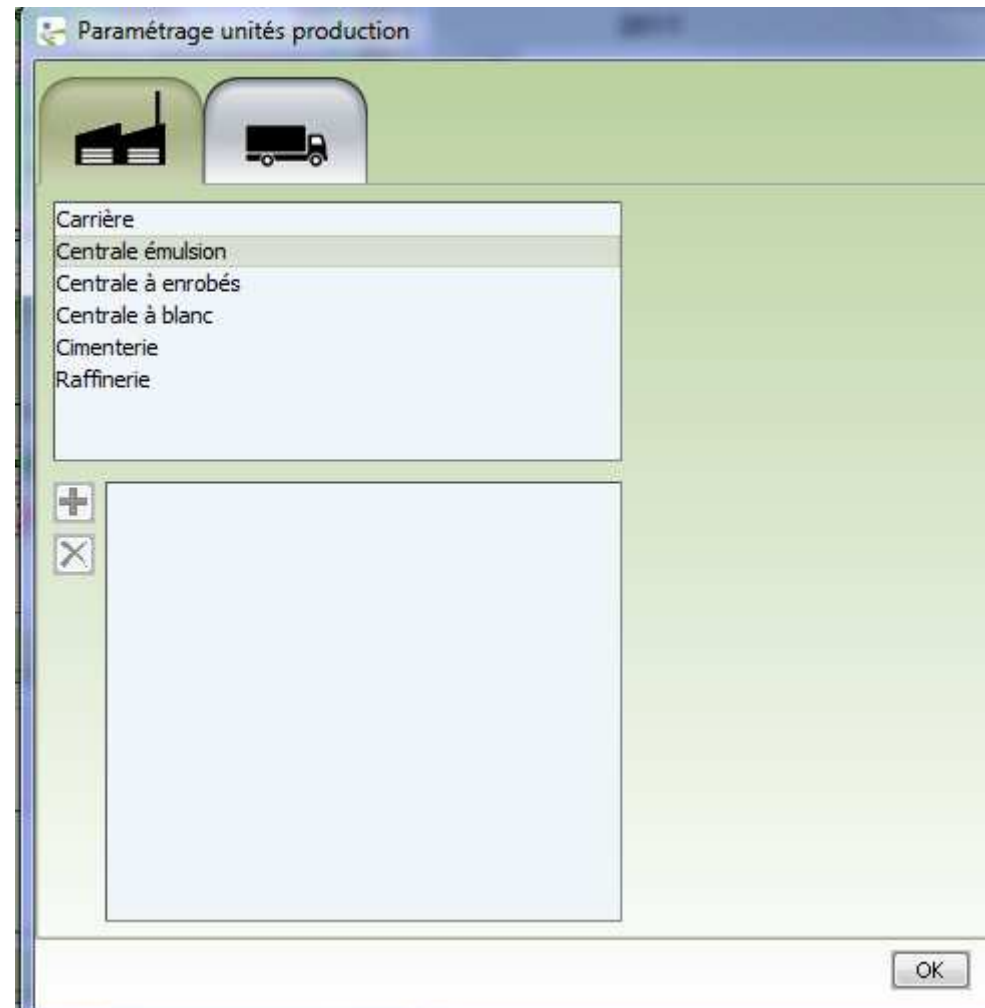 Paramétrage unités production
Carrière
Centrale émulsion
Centrale à enrobés
Centrale à blanc
Cimenterie
Raffinerie
OK